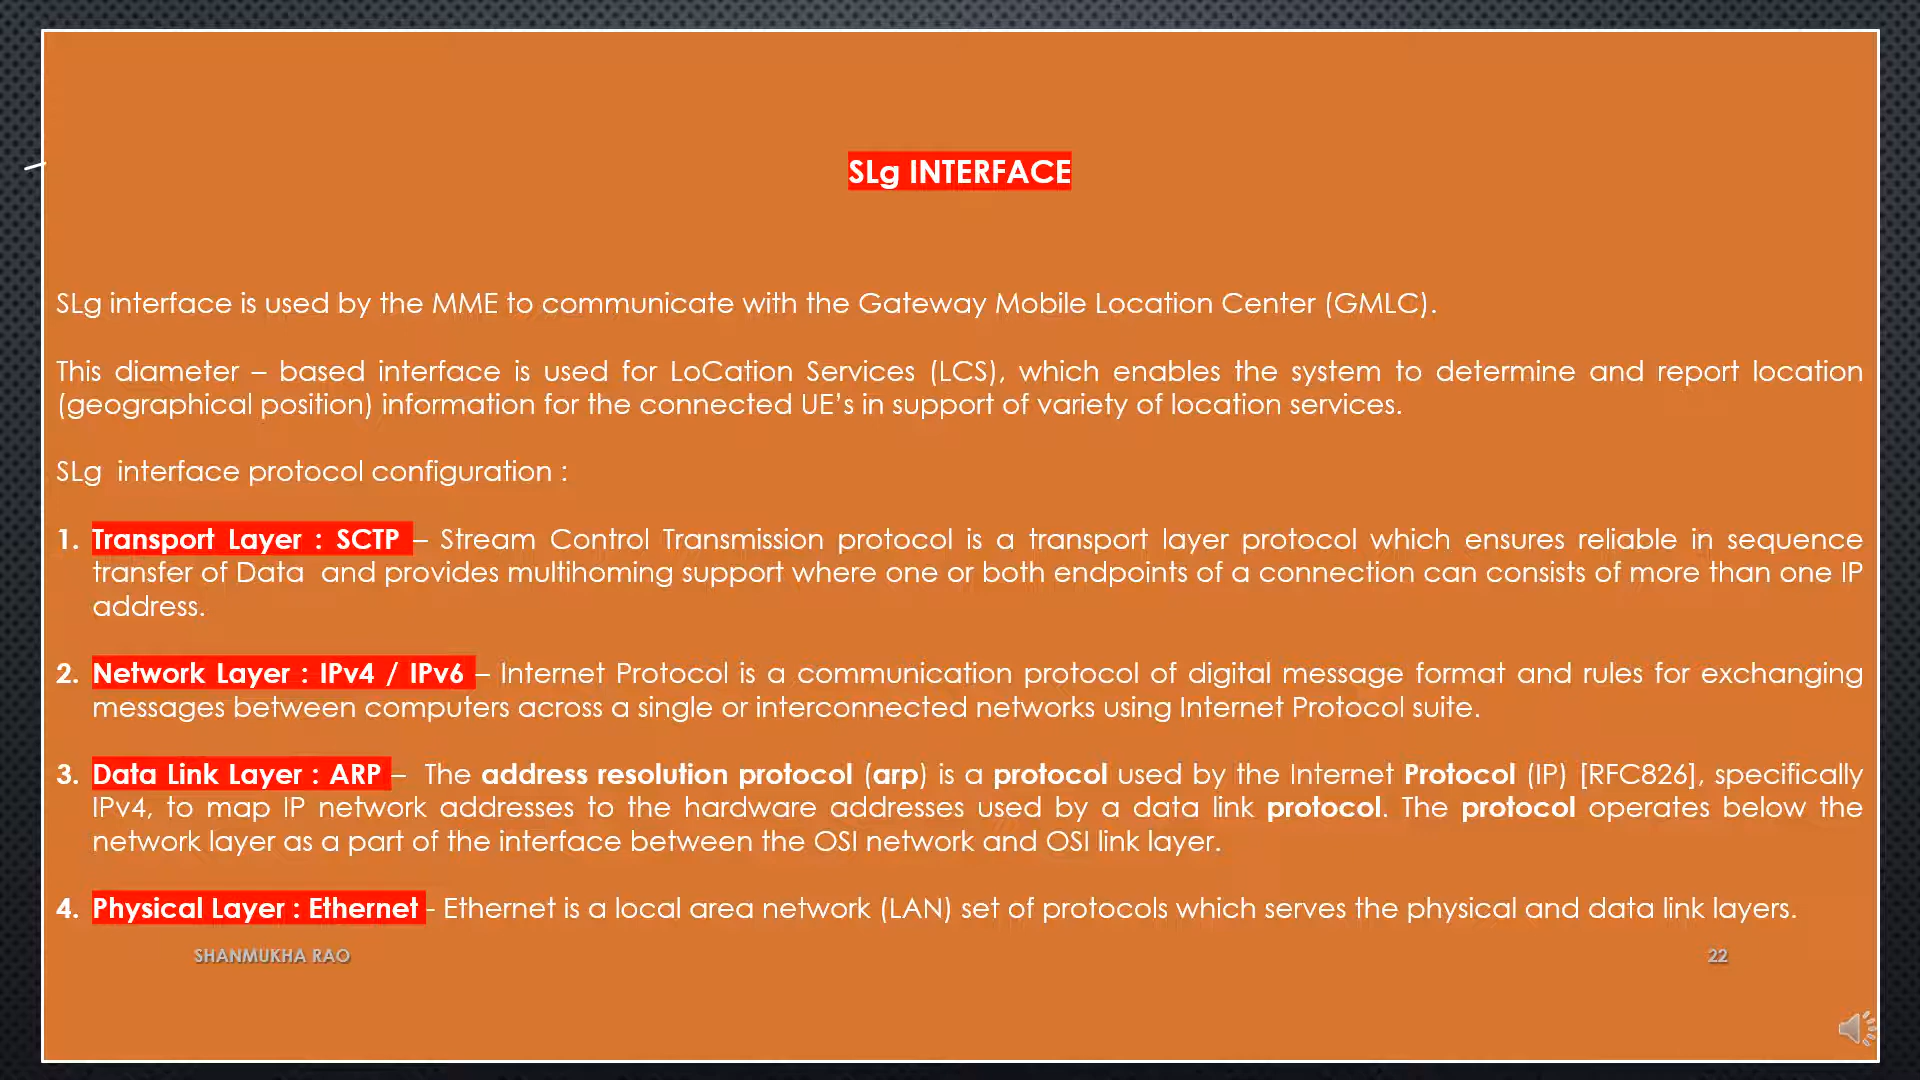 SLg INTERFACE
SLg interface is used by the MME to communicate with the Gateway Mobile Location Center (GMLC).
This diameter – based interface is used for LoCation Services (LCS), which enables the system to determine and report location
(geographical position) information for the connected UE’s in support of variety of location services.
SLg interface protocol configuration :
1. Transport Layer : SCTP – Stream Control Transmission protocol is a transport layer protocol which ensures reliable in sequence
transfer of Data and provides multihoming support where one or both endpoints of a connection can consists of more than one IP
address.
2. Network Layer : IPv4 / IPv6 – Internet Protocol is a communication protocol of digital message format and rules for exchanging
messages between computers across a single or interconnected networks using Internet Protocol suite.
3. Data Link Layer : ARP – The address resolution protocol (arp) is a protocol used by the Internet Protocol (IP) [RFC826], specifically
IPv4, to map IP network addresses to the hardware addresses used by a data link protocol. The protocol operates below the
network layer as a part of the interface between the OSI network and OSI link layer.
4. Physical Layer : Ethernet - Ethernet is a local area network (LAN) set of protocols which serves the physical and data link layers.
SHANMUKHA RAO
22